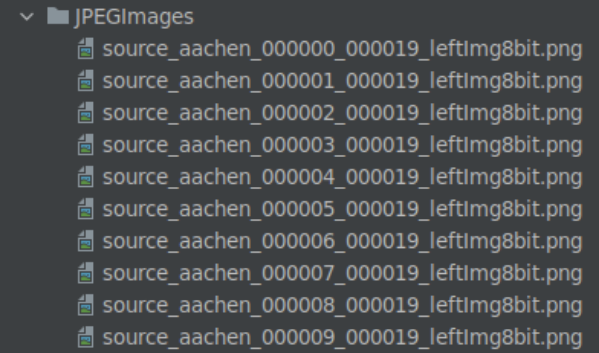 JPEGImages
source_aachen_000000_000019_leftImg8bit.png
source_aachen_000001_000019_leftImg8bit.png
source_aachen_000002_000019_leftImg8bit.png
source_aachen_000003_000019_leftImg8bit.png
source_aachen_000004_000019_leftImg8bit.png
source_aachen_000005_000019_leftImg8bit.png
source_aachen_000006_000019_leftImg8bit.png
source_aachen_000007_000019_leftImg8bit.png
source_aachen_000008_000019_leftImg8bit.png
source_aachen_000009_000019_leftImg8bit.png